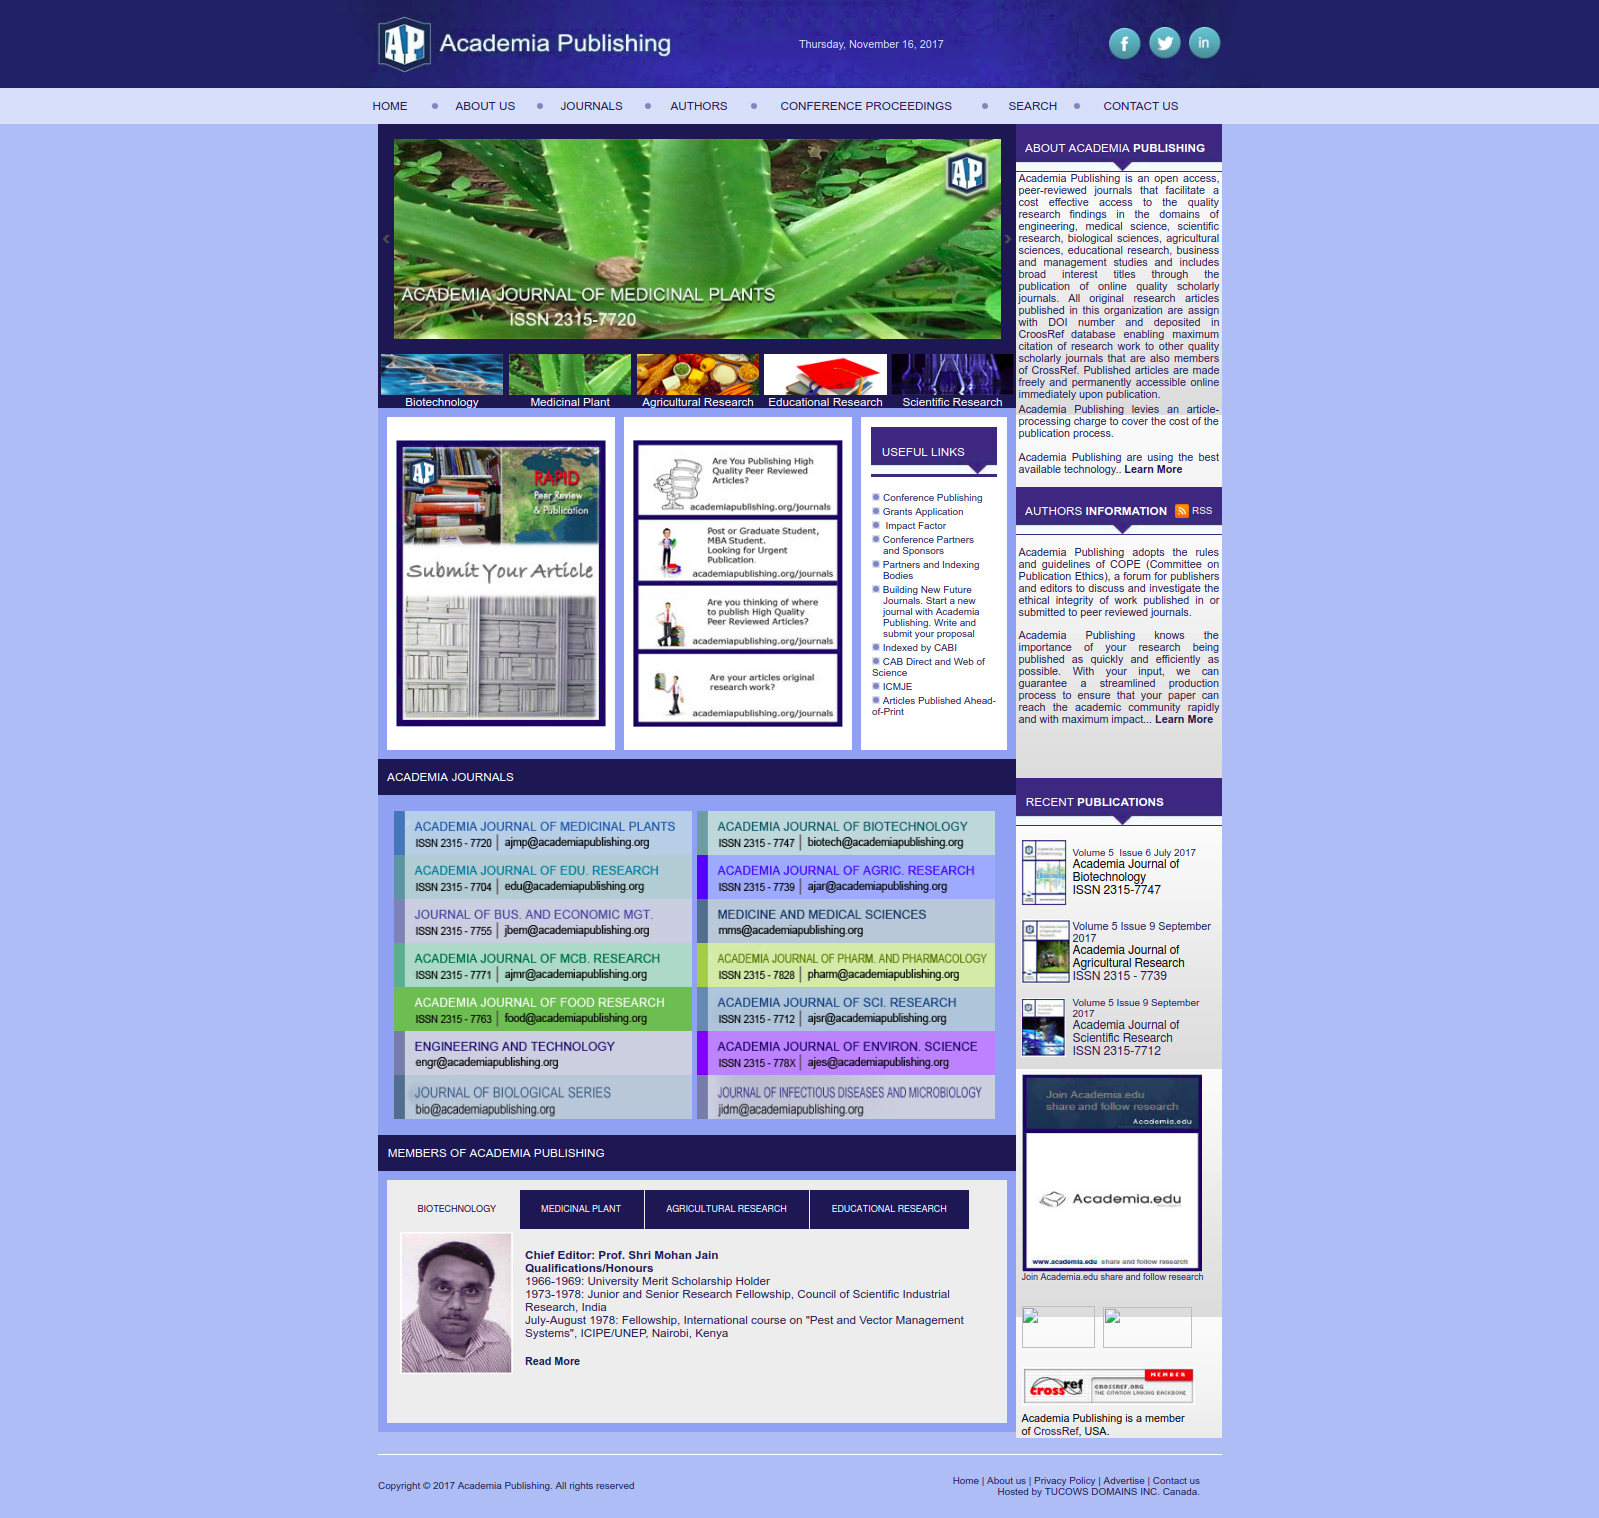 AP Academia Publishing
Thursday, November 16, 2017
f
in
HOME
ABOUT US
JOURNALS
AUTHORS
CONFERENCE PROCEEDINGS
SEARCH
CONTACT US
AP
ACADEMIA JOURNAL OF MEDICINAL PLANTS
ISSN 2315-7720
Biotechnology
Medicinal Plant
Agricultural Research
Educational Research
Scientific Research
AP
RAPID
Peer Review
& Publication
Submit Your Article
Are You Publishing High
Quality Peer Reviewed
Articles?
academiapublishing.org/journals
Post or Graduate Student,
MBA Student.
Looking for Urgent
Publication.
academiapublishing.org/journals
Are you thinking of where
to publish High Quality
Peer Reviewed Articles?
academiapublishing.org/journals
Are your articles original
research work?
academiapublishing.org/journals
USEFUL LINKS
Conference Publishing
Grants Application
Impact Factor
Conference Partners
and Sponsors
Partners and Indexing
Bodies
Building New Future
Journals. Start a new
journal with Academia
Publishing. Write and
submit your proposal
Indexed by CABI
CAB Direct and Web of
Science
ICMJE
Articles Published Ahead-
of-Print
ACADEMIA JOURNALS
ACADEMIA JOURNAL OF MEDICINAL PLANTS
ISSN 2315 - 7720 | ajmp@academiapublishing.org
ACADEMIA JOURNAL OF BIOTECHNOLOGY
ISSN 2315 - 7747 | biotech@academiapublishing.org
ACADEMIA JOURNAL OF EDU. RESEARCH
ISSN 2315 - 7704 | edu@academiapublishing.org
ACADEMIA JOURNAL OF AGRIC. RESEARCH
ISSN 2315 - 7739 | ajar@academiapublishing.org
JOURNAL OF BUS. AND ECONOMIC MGT.
ISSN 2315 - 7755 | jbem@academiapublishing.org
MEDICINE AND MEDICAL SCIENCES
mms@academiapublishing.org
ACADEMIA JOURNAL OF MCB. RESEARCH
ISSN 2315 - 7771 | ajmr@academiapublishing.org
ACADEMIA JOURNAL OF PHARM. AND PHARMACOLOGY
ISSN 2315 - 7828 | pharm@academiapublishing.org
ACADEMIA JOURNAL OF FOOD RESEARCH
ISSN 2315 - 7763 | food@academiapublishing.org
ACADEMIA JOURNAL OF SCI. RESEARCH
ISSN 2315 - 7712 | ajsr@academiapublishing.org
ENGINEERING AND TECHNOLOGY
engr@academiapublishing.org
ACADEMIA JOURNAL OF ENVIRON. SCIENCE
ISSN 2315 - 778X | ajes@academiapublishing.org
JOURNAL OF BIOLOGICAL SERIES
bio@academiapublishing.org
JOURNAL OF INFECTIOUS DISEASES AND MICROBIOLOGY
jidm@academiapublishing.org
MEMBERS OF ACADEMIA PUBLISHING
BIOTECHNOLOGY
MEDICINAL PLANT
AGRICULTURAL RESEARCH
EDUCATIONAL RESEARCH
Chief Editor: Prof. Shri Mohan Jain
Qualifications/Honours
1966-1969: University Merit Scholarship Holder
1973-1978: Junior and Senior Research Fellowship, Council of Scientific Industrial
Research, India
July-August 1978: Fellowship, International course on "Pest and Vector Management
Systems", ICIPE/UNEP, Nairobi, Kenya
Read More
ABOUT ACADEMIA PUBLISHING
Academia Publishing is an open access,
peer-reviewed journals that facilitate a
cost effective access to the quality
research findings in the domains of
engineering, medical science, scientific
research, biological sciences, agricultural
sciences, educational research, business
and management studies and includes
broad interest titles through the
publication of online quality scholarly
journals. All original research articles
published in this organization are assign
with DOI number and deposited in
CroosRef database enabling maximum
citation of research work to other quality
scholarly journals that are also members
of CrossRef. Published articles are made
freely and permanently accessible online
immediately upon publication.
Academia Publishing levies an article-
processing charge to cover the cost of the
publication process.
Academia Publishing are using the best
available technology.. Learn More
AUTHORS INFORMATION RSS
Academia Publishing adopts the rules
and guidelines of COPE (Committee on
Publication Ethics), a forum for publishers
and editors to discuss and investigate the
ethical integrity of work published in or
submitted to peer reviewed journals.
Academia Publishing knows the
importance of your research being
published as quickly and efficiently as
possible. With your input, we can
guarantee a streamlined production
process to ensure that your paper can
reach the academic community rapidly
and with maximum impact... Learn More
RECENT PUBLICATIONS
Volume 5 Issue 6 July 2017
Academia Journal of
Biotechnology
ISSN 2315-7747
Volume 5 Issue 9 September
2017
Academia Journal of
Agricultural Research
ISSN 2315 - 7739
Volume 5 Issue 9 September
2017
Academia Journal of
Scientific Research
ISSN 2315-7712
Join Academia.edu
share and follow research
Academia.edu
Academia.edu
www.academia.edu share and follow research
Join Academia.edu share and follow research
crossref
MEMBER
CROSSREF.ORG
THE CITATION LINKING BACKBONE
Academia Publishing is a member
of CrossRef, USA.
Copyright © 2017 Academia Publishing. All rights reserved
Home | About us | Privacy Policy | Advertise | Contact us
Hosted by TUCOWS DOMAINS INC. Canada.